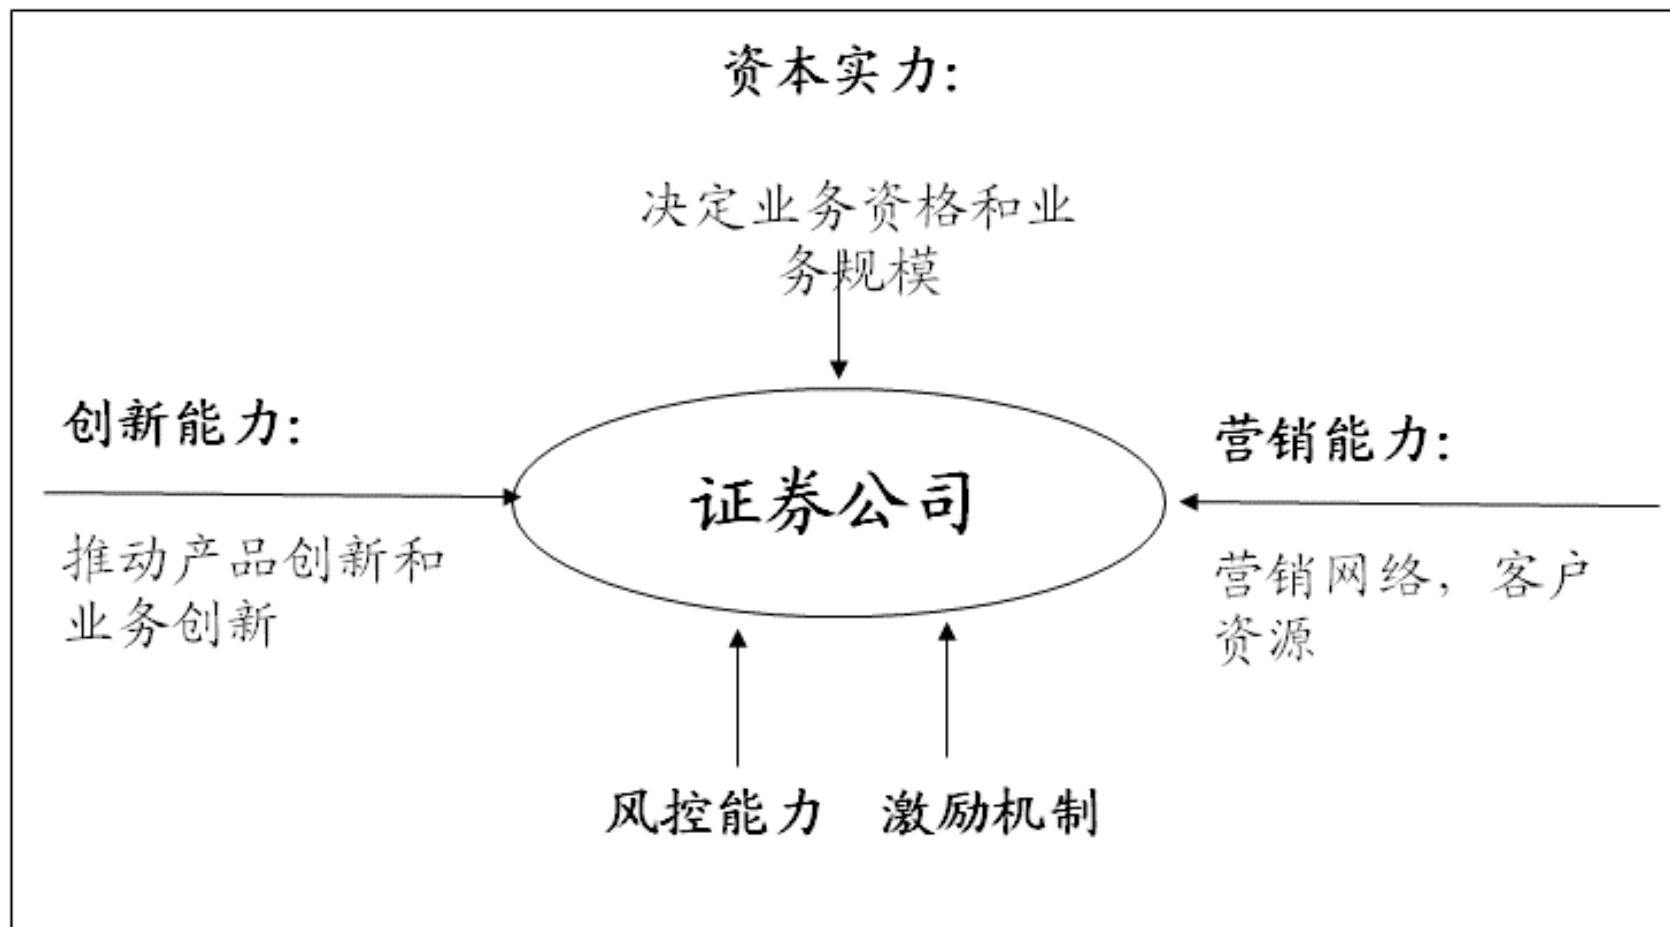 资本实力：
决定业务资格和业
务规模
创新能力：
推动产品创新和
业务创新
证券公司
营销能力：
营销网络，客户
资源
风控能力 激励机制